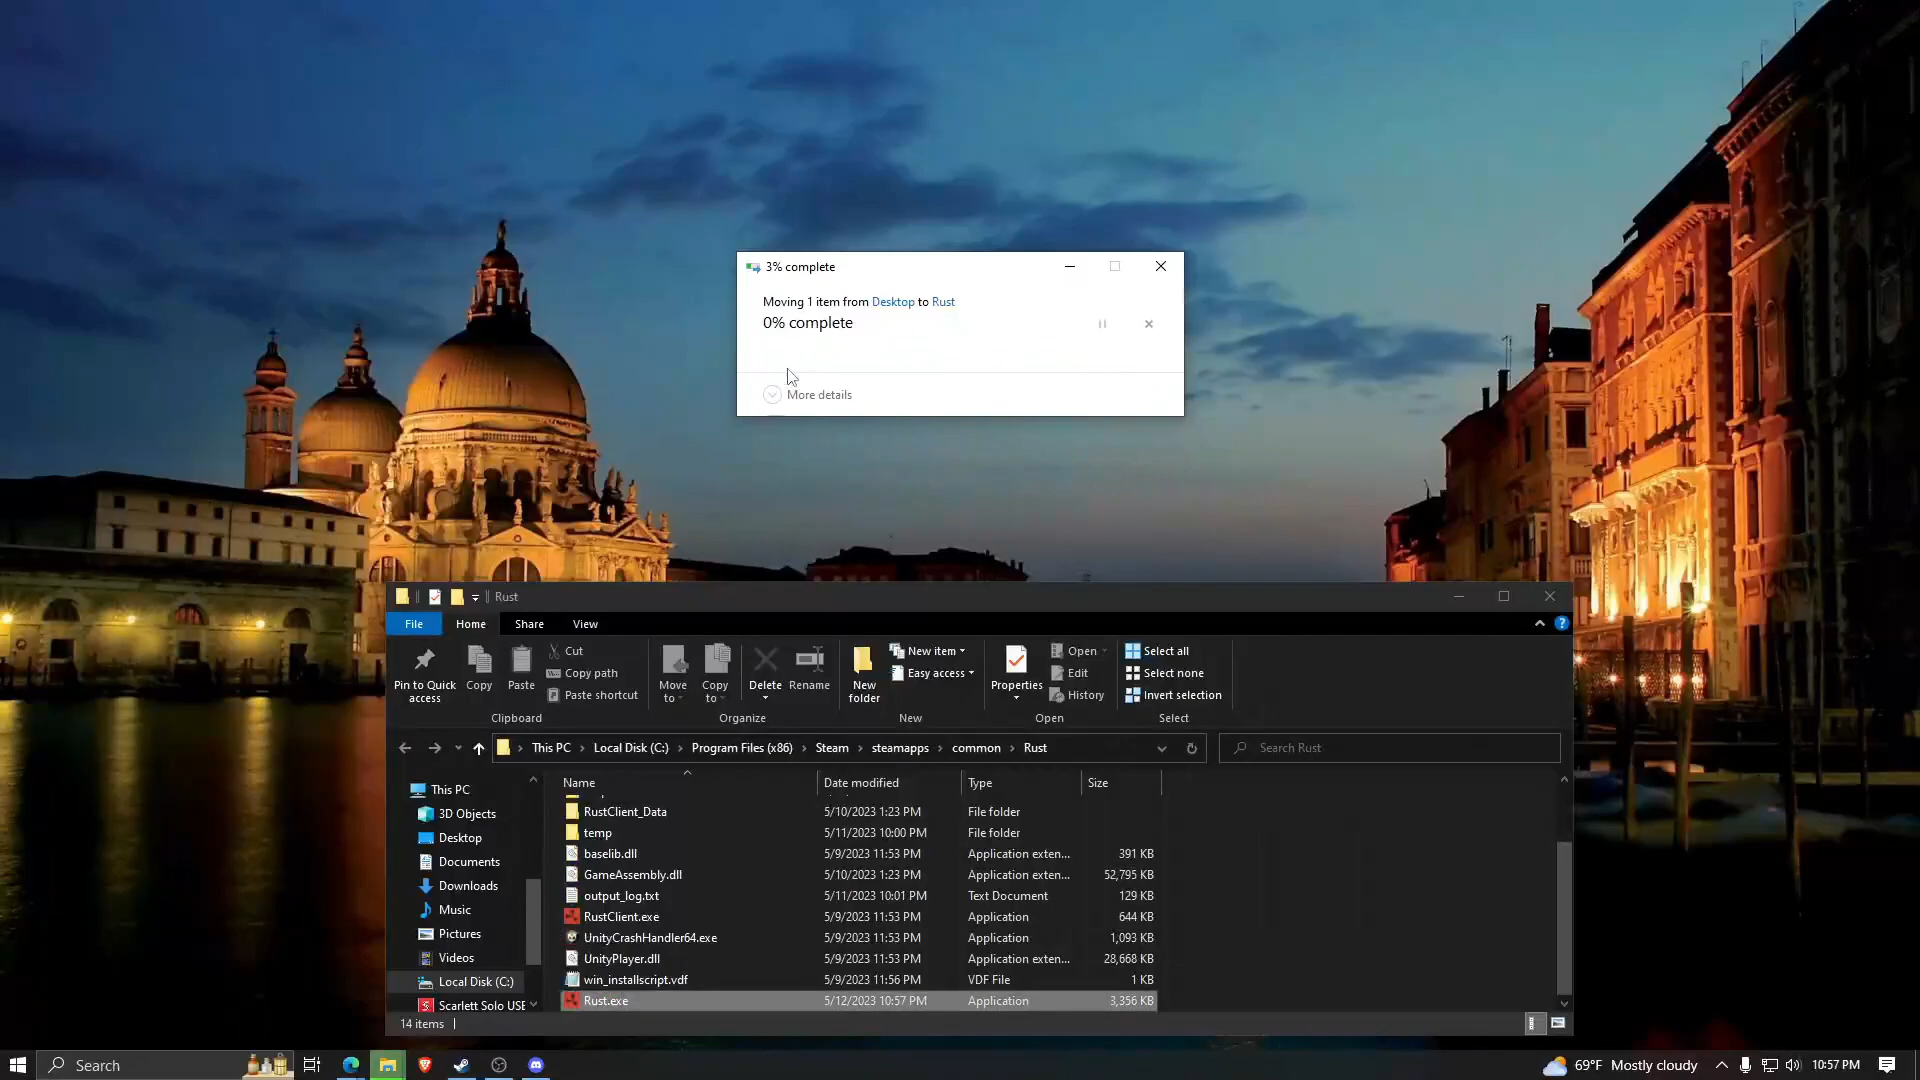 3% complete
Moving 1 item from Desktop to Rust
0% complete
More details
Rust
File Home Share View
Pin to Quick access
Copy
Paste
Cut
Copy path
Paste shortcut
Clipboard
Move to
Copy to
Delete
Rename
Organize
New folder
New item
Easy access
New
Properties
Open
Edit
History
Open
Select all
Select none
Invert selection
Select
This PC > Local Disk (C:) > Program Files (x86) > Steam > steamapps > common > Rust
Search Rust
This PC
3D Objects
Desktop
Documents
Downloads
Music
Pictures
Videos
Local Disk (C:)
Scarlett Solo USE
Name Date modified Type Size
RustClient_Data 5/10/2023 1:23 PM File folder
temp 5/11/2023 10:00 PM File folder
baselib.dll 5/9/2023 11:53 PM Application exten... 391 KB
GameAssembly.dll 5/10/2023 1:23 PM Application exten... 52,795 KB
output_log.txt 5/11/2023 10:01 PM Text Document 129 KB
RustClient.exe 5/9/2023 11:53 PM Application 644 KB
UnityCrashHandler64.exe 5/9/2023 11:53 PM Application 1,093 KB
UnityPlayer.dll 5/9/2023 11:53 PM Application exten... 28,668 KB
win_installscript.vdf 5/9/2023 11:56 PM VDF File 1 KB
Rust.exe 5/12/2023 10:57 PM Application 3,356 KB
14 items
Search
69°F Mostly cloudy
10:57 PM